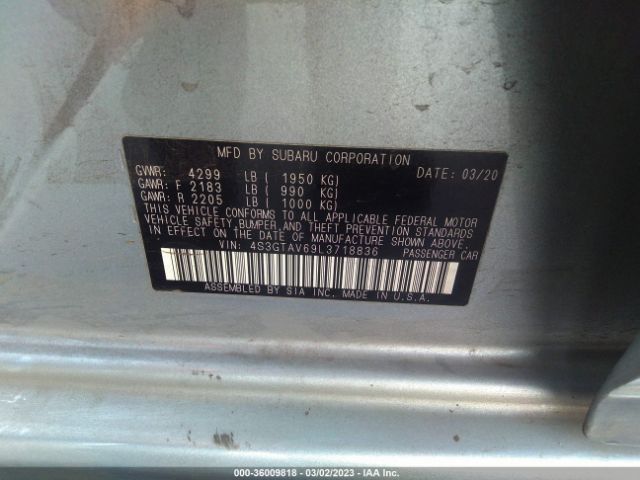 MFD BY SUBARU CORPORATION
GVWR: 4299 LB ( 1950 KG) DATE: 03/20
GAWR: F 2183 LB ( 990 KG)
GAWR: R 2205 LB ( 1000 KG)
THIS VEHICLE CONFORMS TO ALL APPLICABLE FEDERAL MOTOR
VEHICLE SAFETY, BUMPER, AND THEFT PREVENTION STANDARDS
IN EFFECT ON THE DATE OF MANUFACTURE SHOWN ABOVE.
VIN: 4S3GTAV69L3718836 PASSENGER CAR
ASSEMBLED BY SIA INC. MADE IN U.S.A.
000-36009818 - 03/02/2023 - IAA Inc.